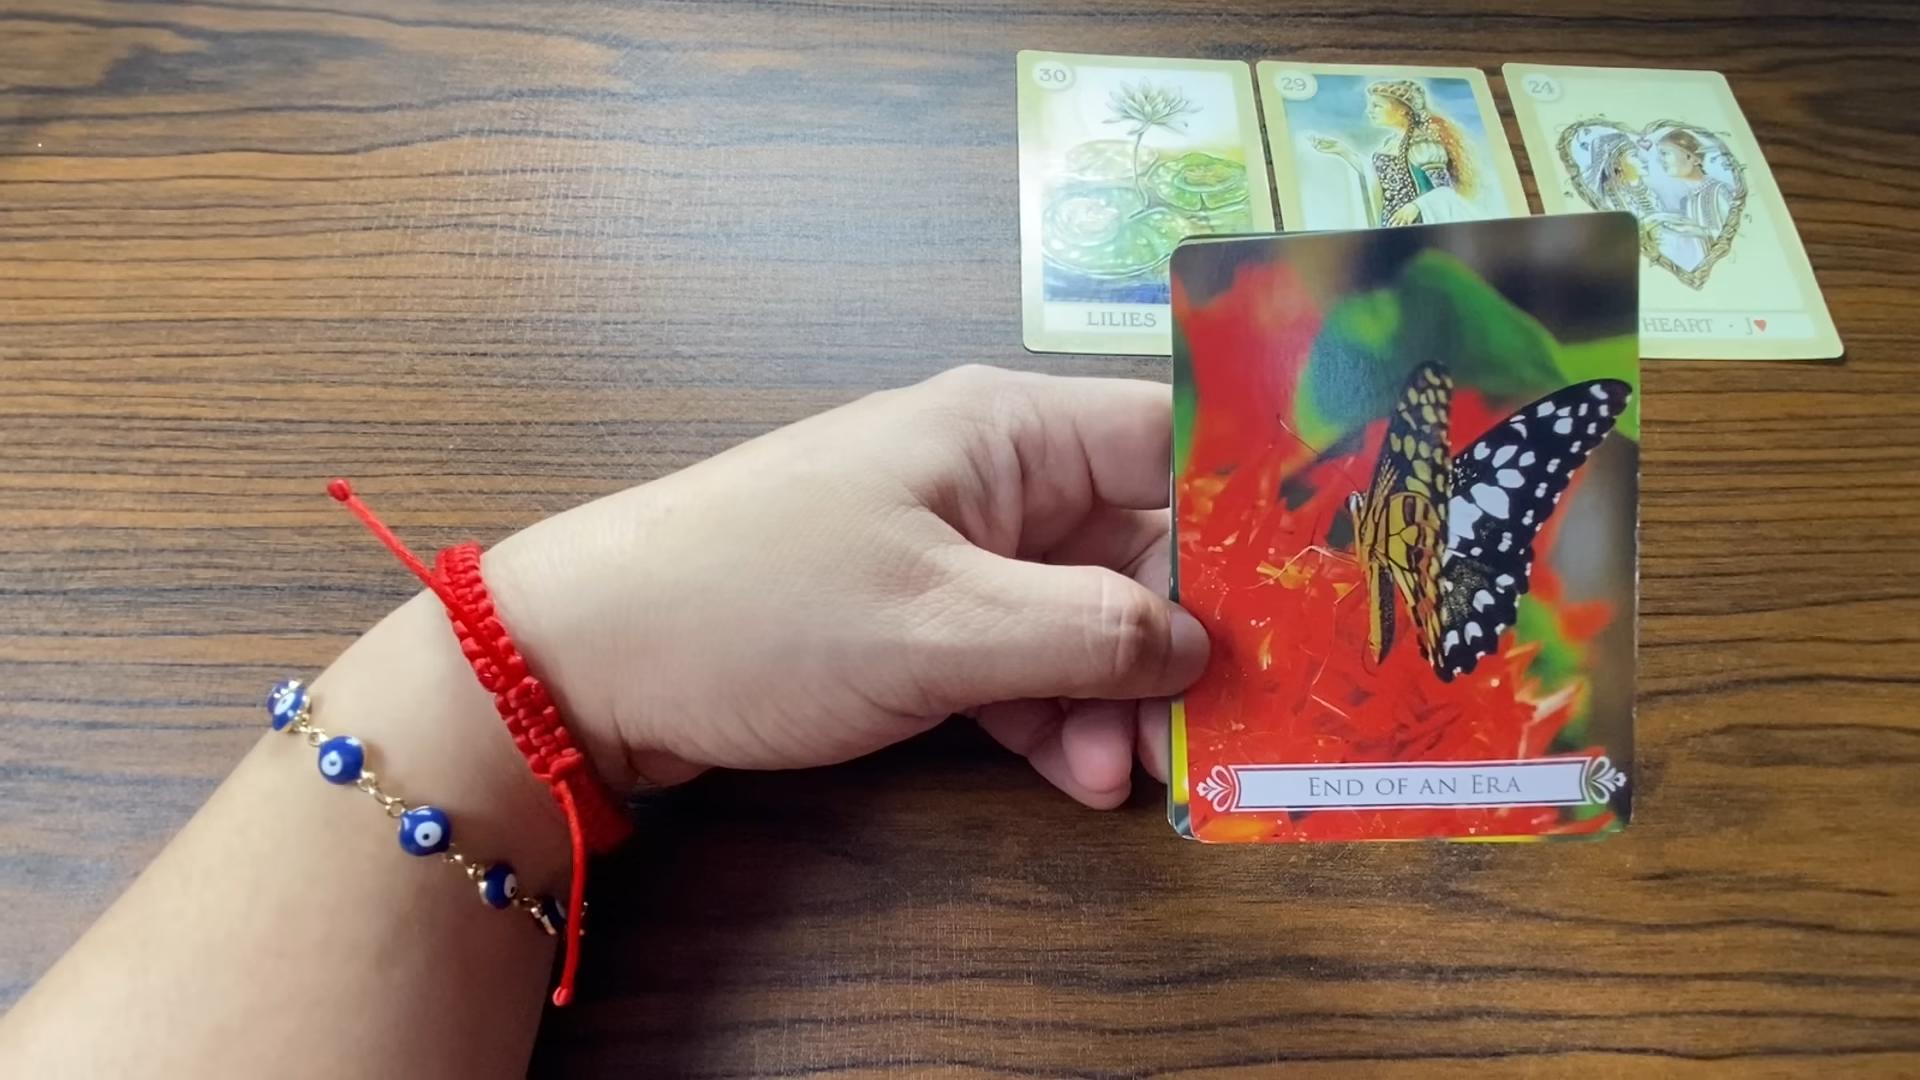 30
29
24
LILIES
HEART · J♥
END OF AN ERA